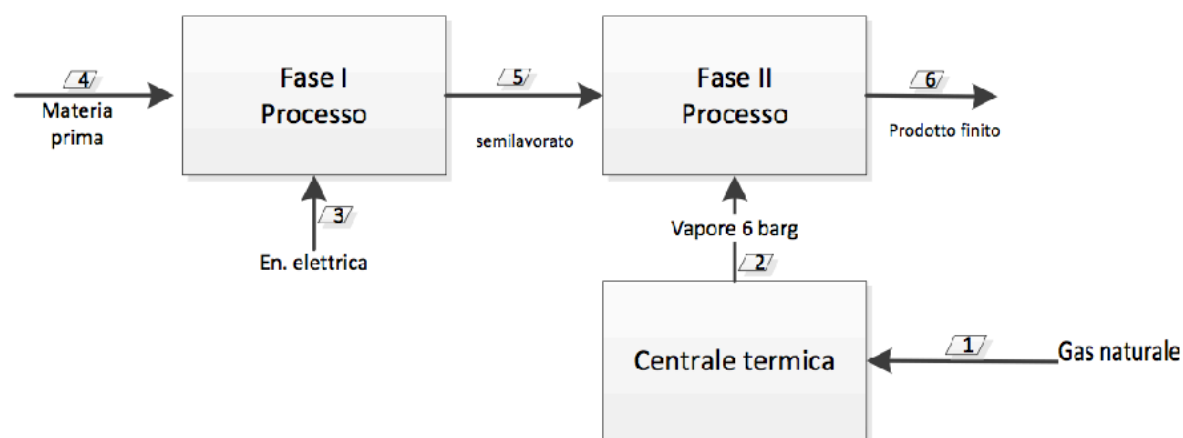 4
Materia
prima
Fase I
Processo
5
semilavorato
Fase II
Processo
6
Prodotto finito
3
En. elettrica
Vapore 6 barg
2
Centrale termica
1
Gas naturale